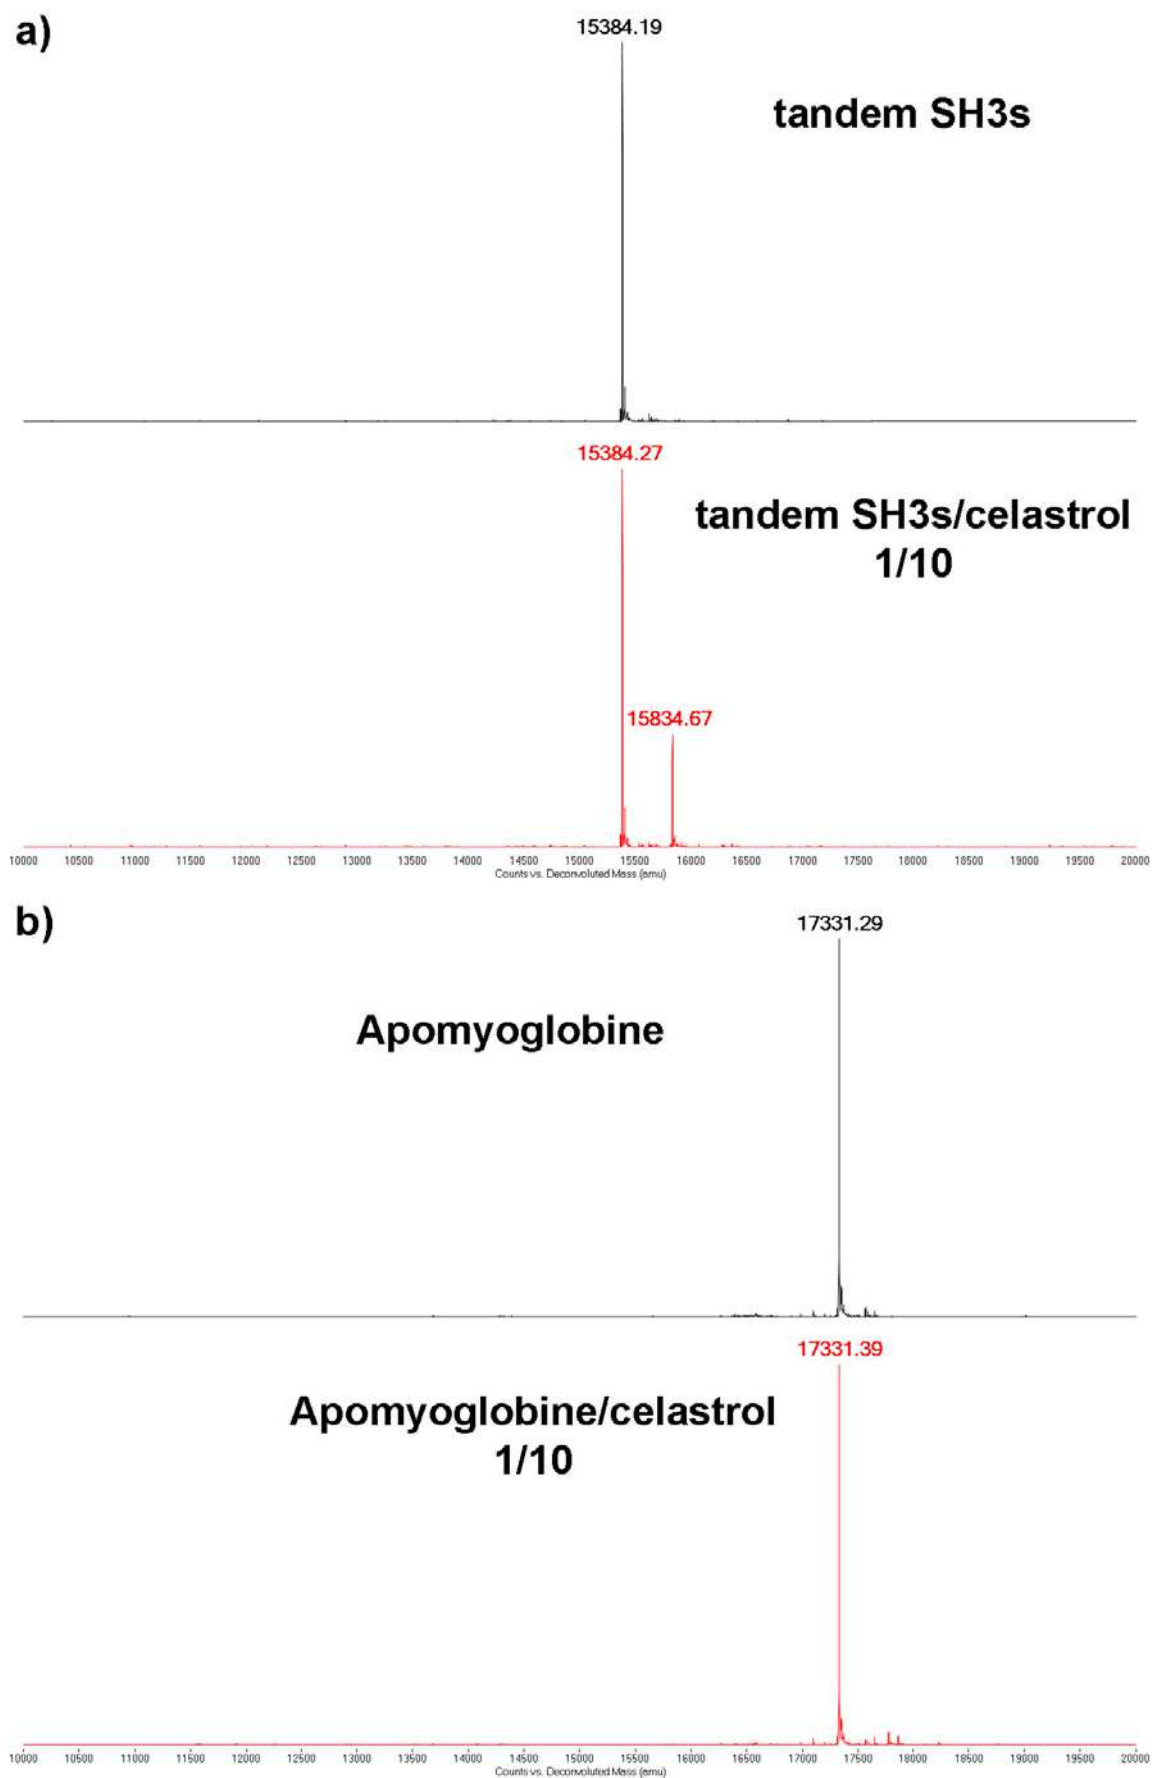 a)
15384.19
tandem SH3s
15384.27
tandem SH3s/celastrol
1/10
15834.67
10000 10500 11000 11500 12000 12500 13000 13500 14000 14500 15000 15500 16000 16500 17000 17500 18000 18500 19000 19500 20000
Counts vs. Deconvoluted Mass (amu)
b)
17331.29
Apomyoglobine
17331.39
Apomyoglobine/celastrol
1/10
10000 10500 11000 11500 12000 12500 13000 13500 14000 14500 15000 15500 16000 16500 17000 17500 18000 18500 19000 19500 20000
Counts vs. Deconvoluted Mass (amu)